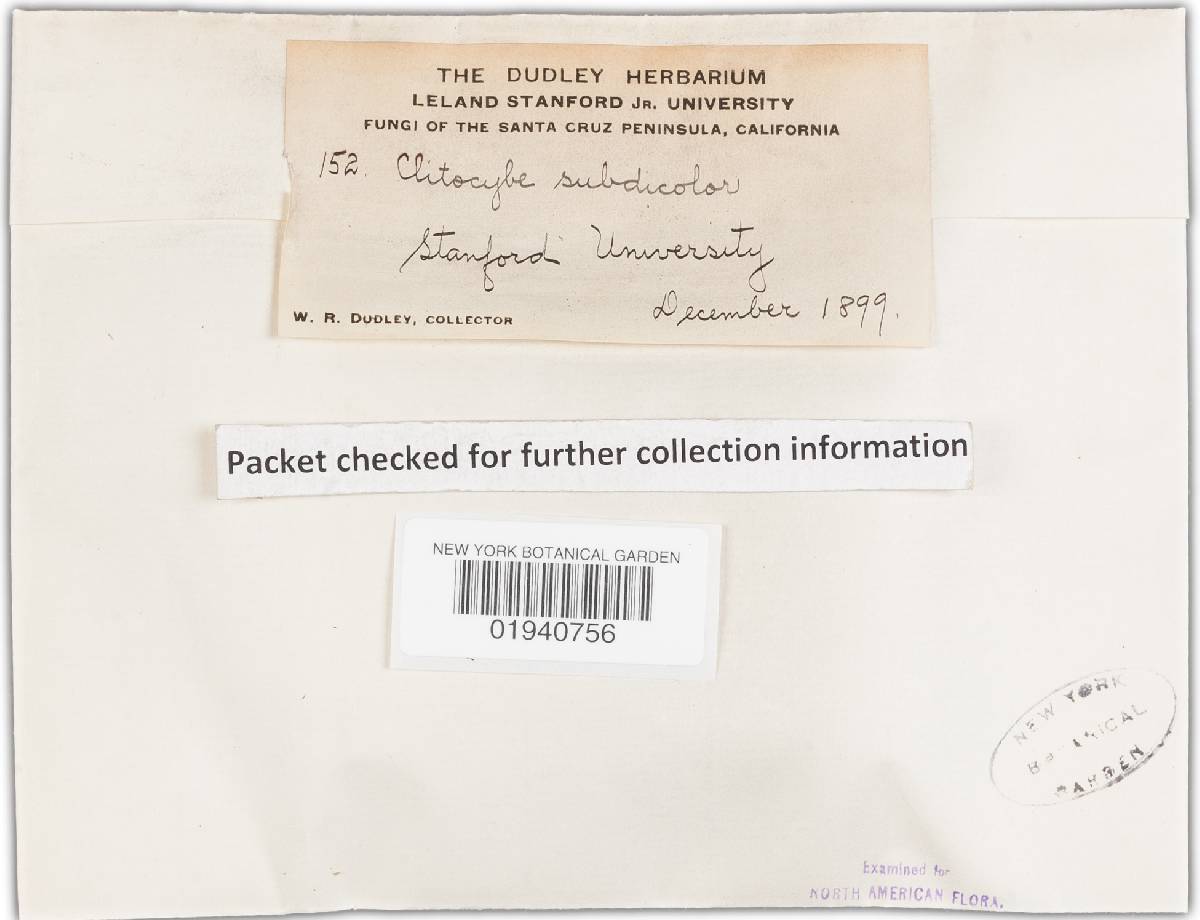 THE DUDLEY HERBARIUM
LELAND STANFORD JR. UNIVERSITY
FUNGI OF THE SANTA CRUZ PENINSULA, CALIFORNIA
152. Clitocybe subdicolor
Stanford University
December 1899.
W. R. DUDLEY, COLLECTOR
Packet checked for further collection information
NEW YORK BOTANICAL GARDEN
01940756
NEW YORK
BOTANICAL
GARDEN
Examined for
NORTH AMERICAN FLORA.